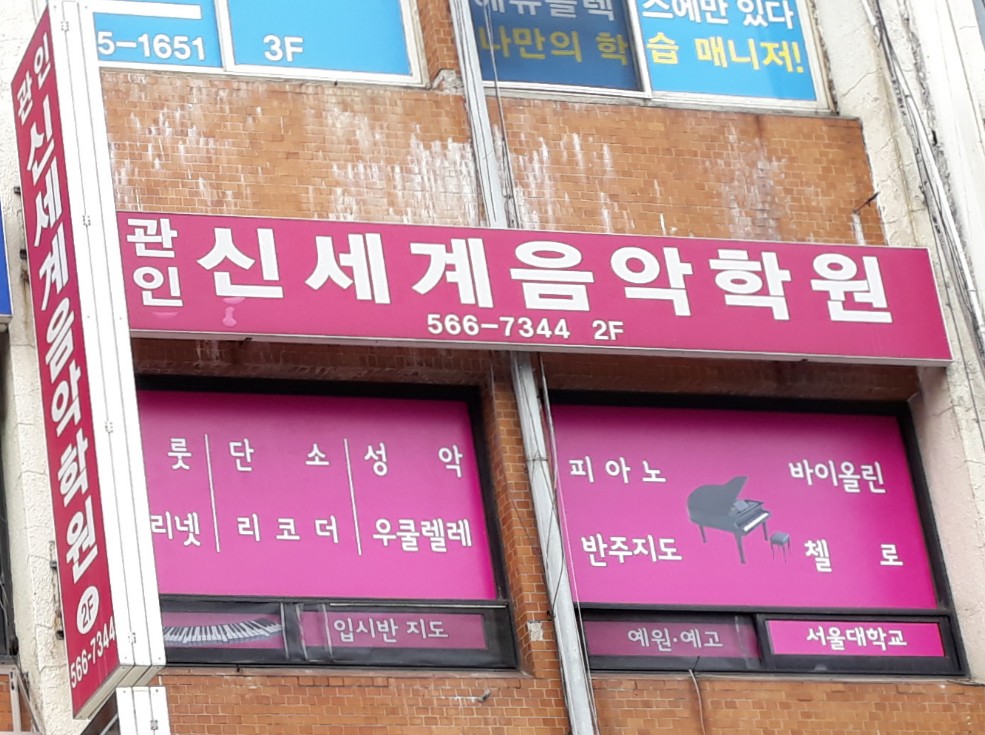 5-1651 3F
스에만 있다
나만의 학습 매니저!
관인 신세계음악학원
566-7344 2F
관인 신세계음악학원 2F 566-7344
룻 단 소 성 악
리넷 리 코 더 우쿨렐레
입시반 지도
피 아 노 바이올린
반주지도 첼 로
예원·예고 서울대학교